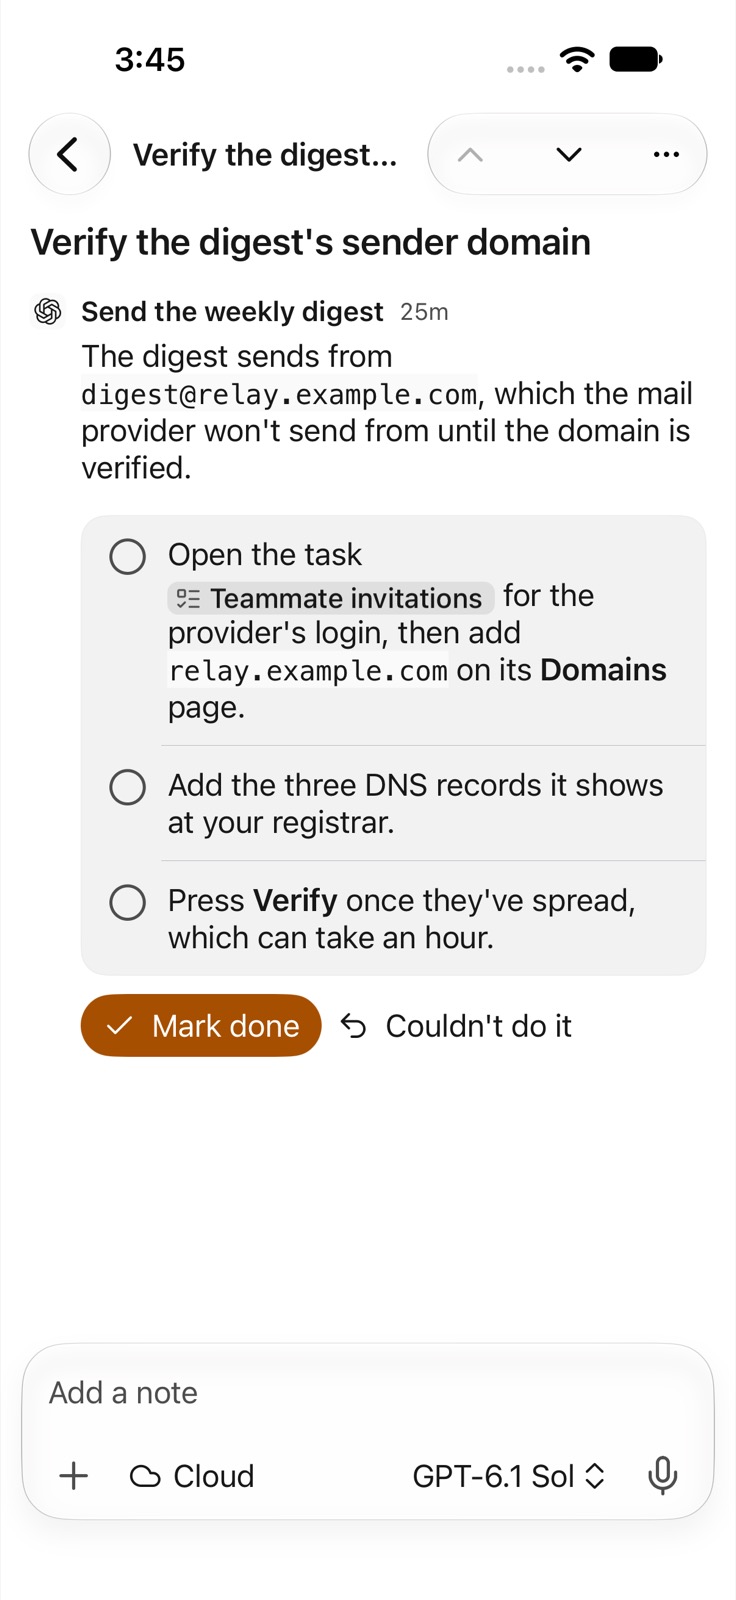 3:45
Verify the digest...
Verify the digest's sender domain
Send the weekly digest 25m
The digest sends from
digest@relay.example.com, which the mail
provider won't send from until the domain is
verified.
Open the task
Teammate invitations for the
provider's login, then add
relay.example.com on its Domains
page.
Add the three DNS records it shows
at your registrar.
Press Verify once they've spread,
which can take an hour.
Mark done Couldn't do it
Add a note
Cloud GPT-6.1 Sol